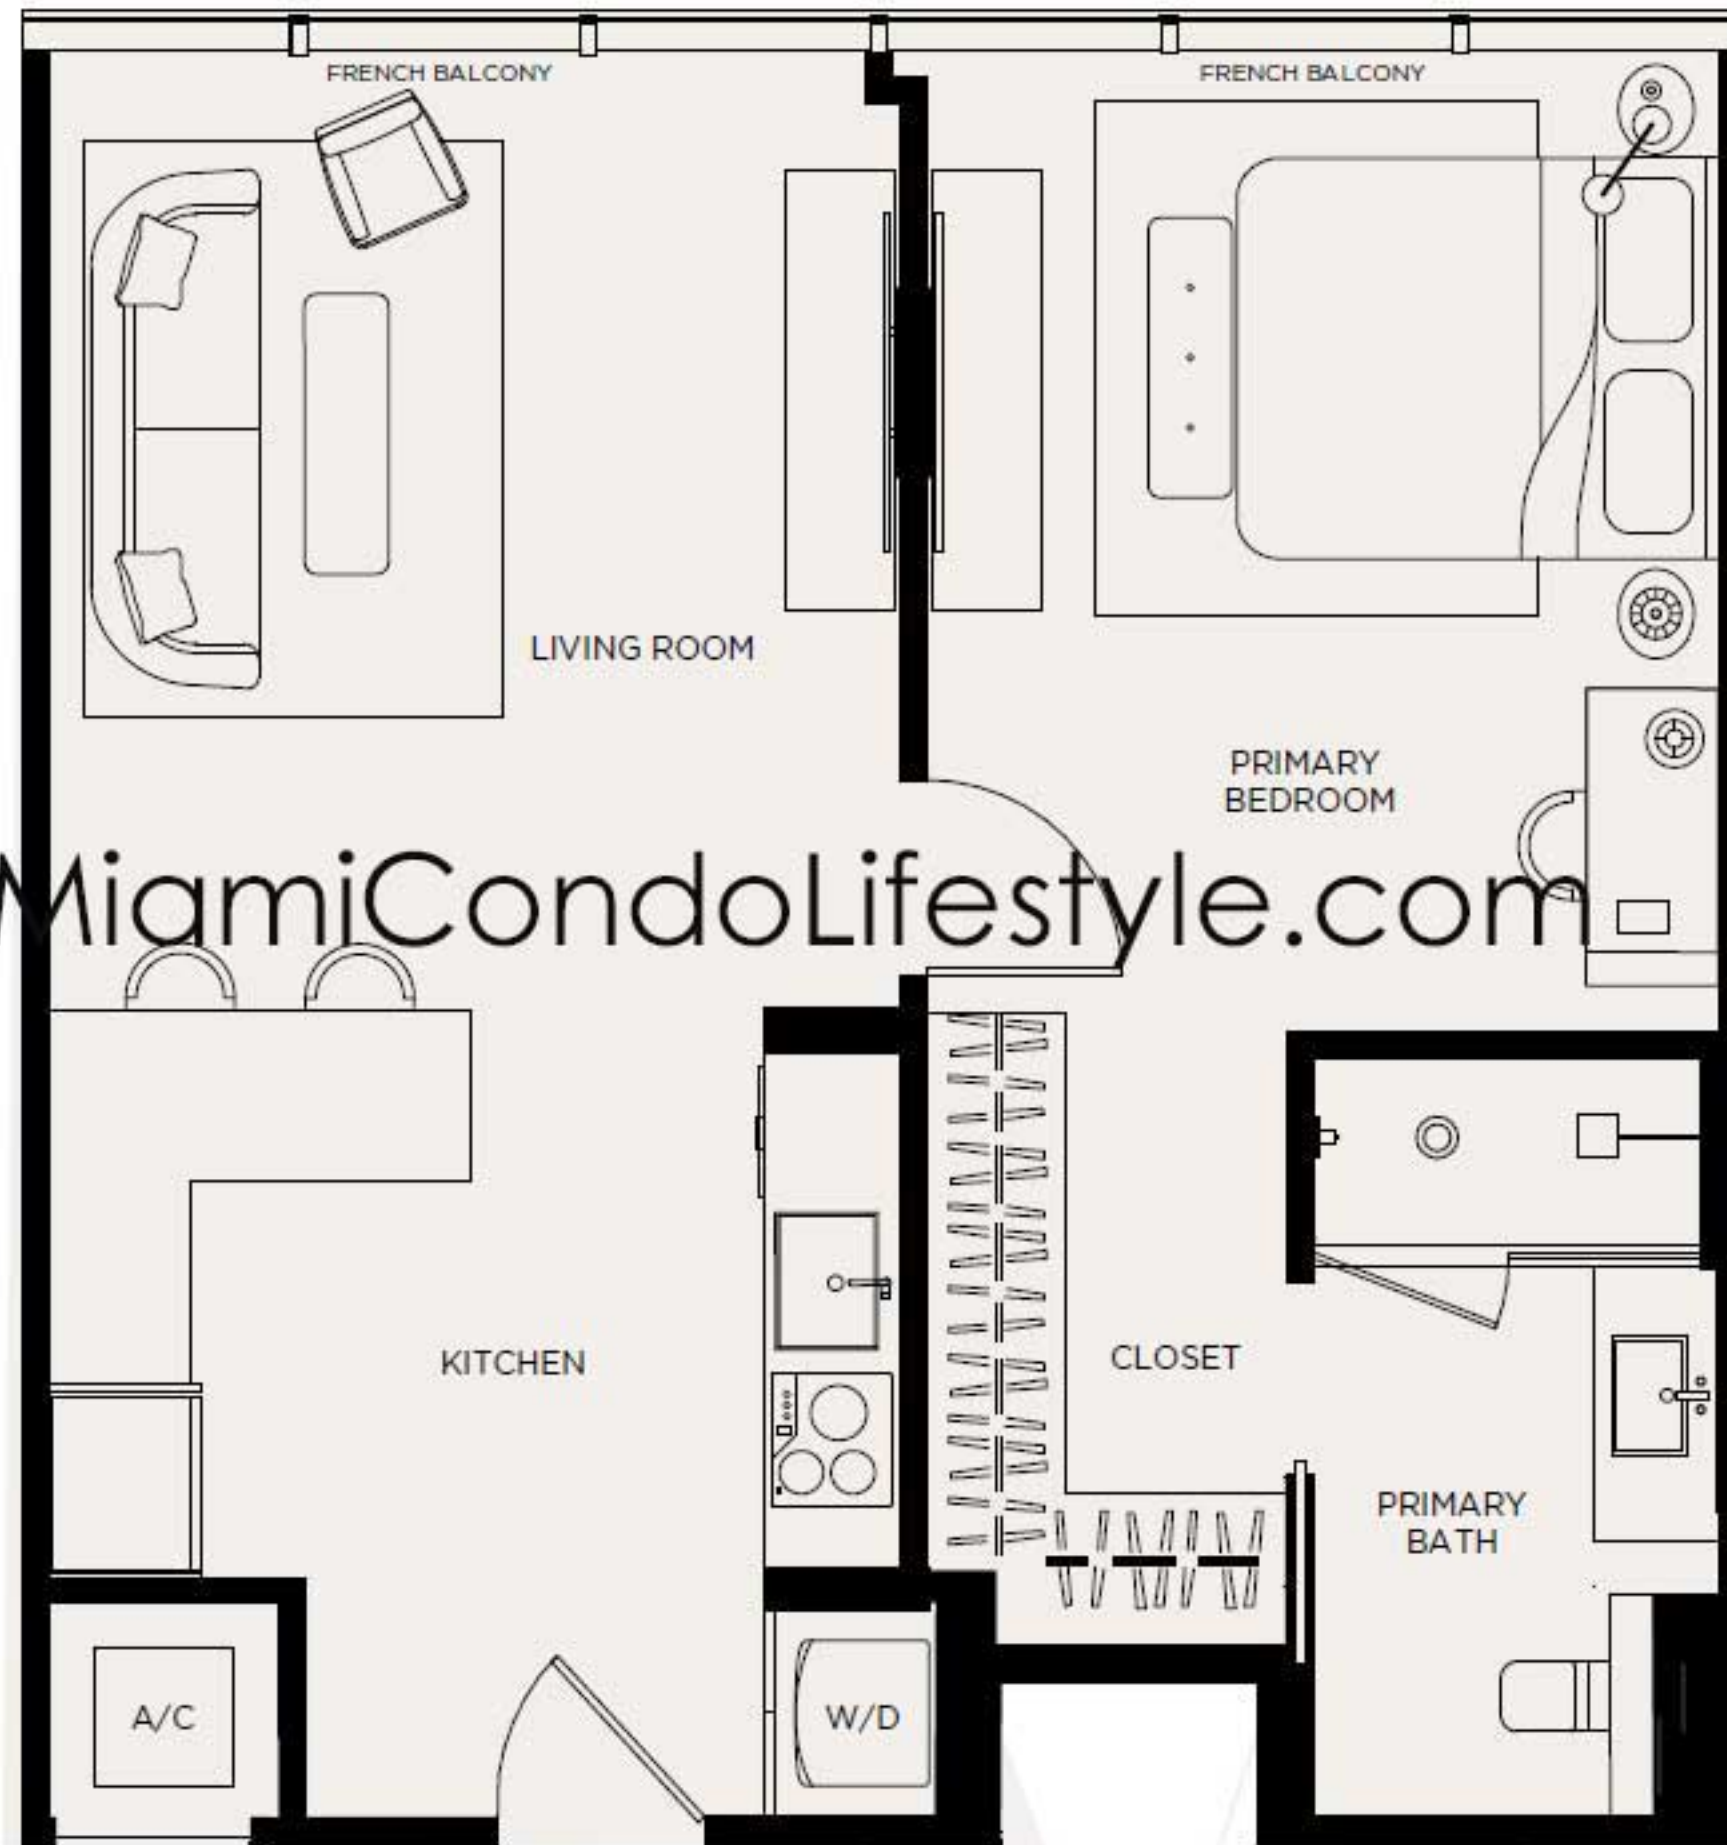 FRENCH BALCONY
FRENCH BALCONY
LIVING ROOM
PRIMARY
BEDROOM
MiamiCondoLifestyle.com
KITCHEN
CLOSET
PRIMARY
BATH
A/C
W/D